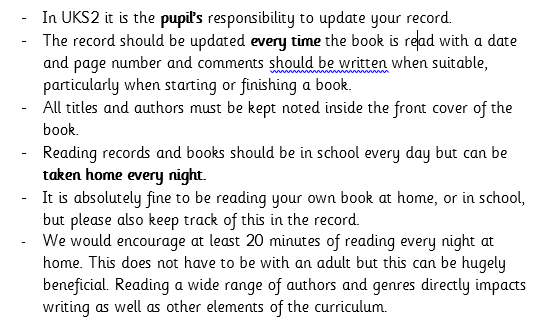 - In UKS2 it is the pupil's responsibility to update your record.
- The record should be updated every time the book is read with a date
and page number and comments should be written when suitable,
particularly when starting or finishing a book.
- All titles and authors must be kept noted inside the front cover of the
book.
- Reading records and books should be in school every day but can be
taken home every night.
- It is absolutely fine to be reading your own book at home, or in school,
but please also keep track of this in the record.
- We would encourage at least 20 minutes of reading every night at
home. This does not have to be with an adult but this can be hugely
beneficial. Reading a wide range of authors and genres directly impacts
writing as well as other elements of the curriculum.